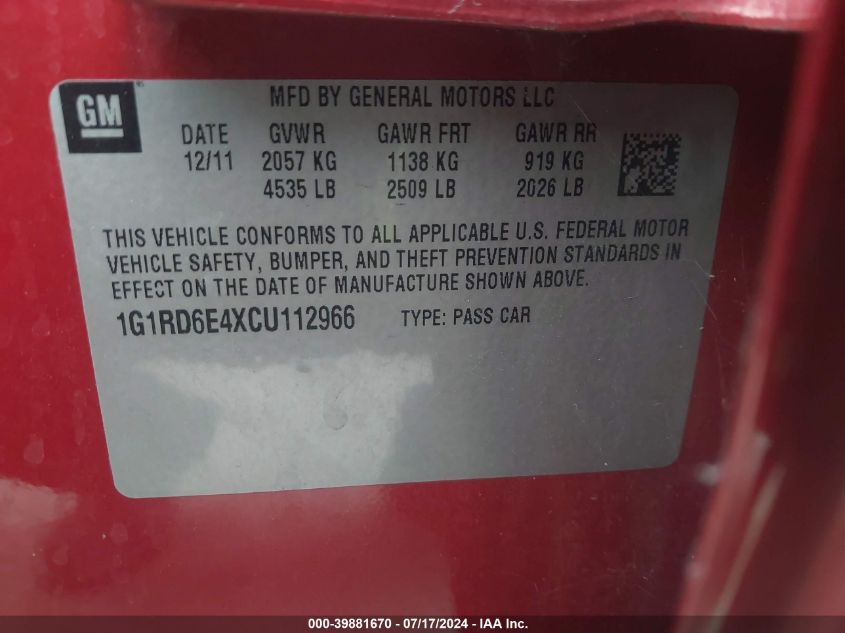 GM
MFD BY GENERAL MOTORS LLC
DATE GVWR GAWR FRT GAWR RR
12/11 2057 KG 1138 KG 919 KG
4535 LB 2509 LB 2026 LB
THIS VEHICLE CONFORMS TO ALL APPLICABLE U.S. FEDERAL MOTOR
VEHICLE SAFETY, BUMPER, AND THEFT PREVENTION STANDARDS IN
EFFECT ON THE DATE OF MANUFACTURE SHOWN ABOVE.
1G1RD6E4XCU112966 TYPE: PASS CAR
000-39881670 - 07/17/2024 - IAA Inc.